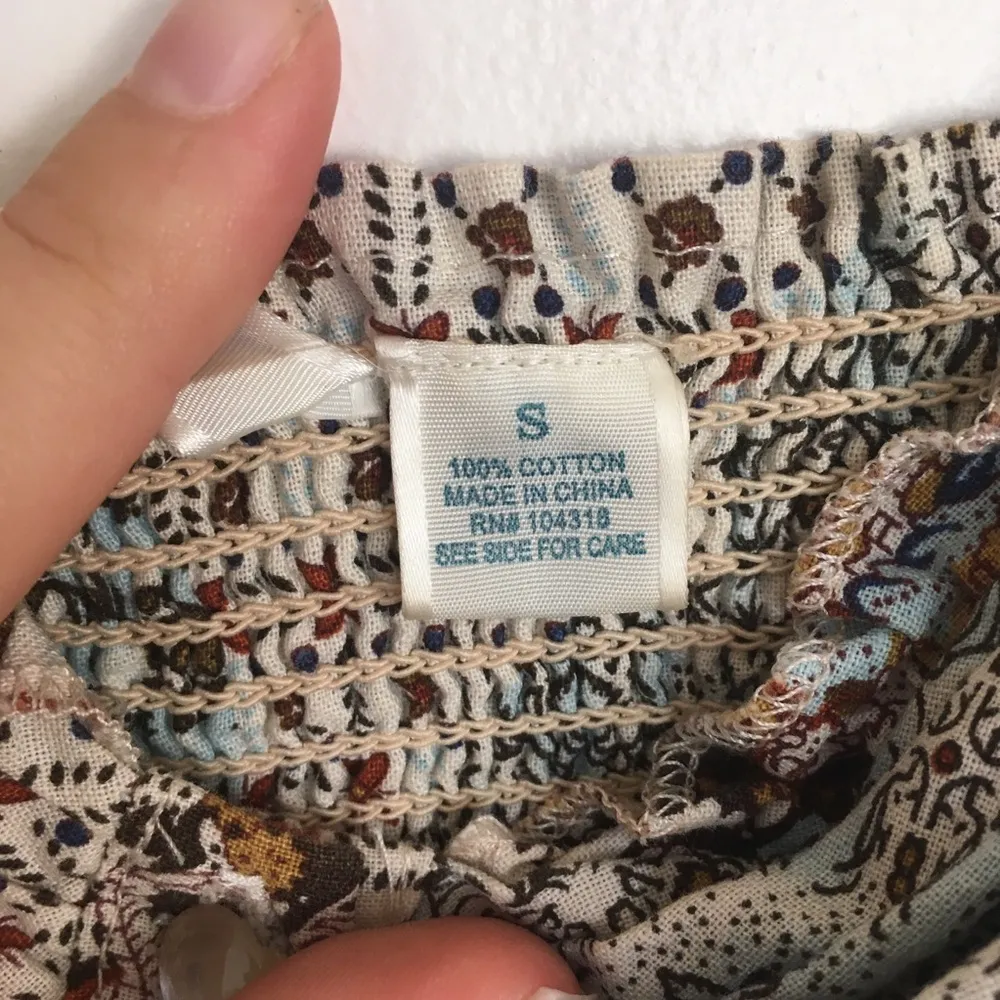 S
100% COTTON
MADE IN CHINA
RN# 104318
SEE SIDE FOR CARE